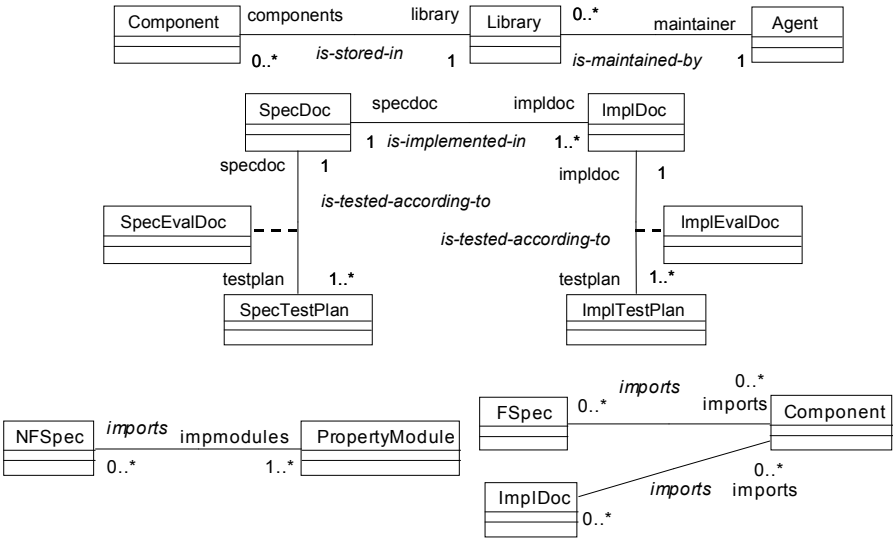 Component components library Library 0..* maintainer Agent
0..* is-stored-in 1 is-maintained-by 1
SpecDoc specdoc impldoc ImplDoc
1 is-implemented-in 1..*
specdoc 1 impldoc 1
is-tested-according-to
SpecEvalDoc ImplEvalDoc
is-tested-according-to
testplan 1..* testplan 1..*
SpecTestPlan ImplTestPlan
imports 0..*
FSpec 0..* imports Component
NFSpec imports impmodules PropertyModule
0..* 1..*
0..*
ImplDoc imports imports
0..*